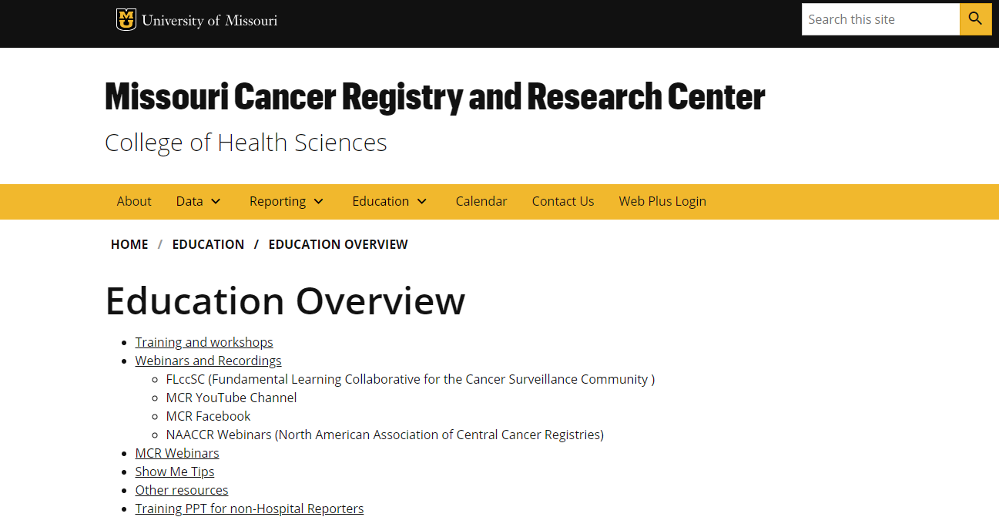 MU
University of Missouri
Search this site
Missouri Cancer Registry and Research Center
College of Health Sciences
About Data Reporting Education Calendar Contact Us Web Plus Login
HOME / EDUCATION / EDUCATION OVERVIEW
Education Overview
• Training and workshops
• Webinars and Recordings
◦ FLccSC (Fundamental Learning Collaborative for the Cancer Surveillance Community )
◦ MCR YouTube Channel
◦ MCR Facebook
◦ NAACCR Webinars (North American Association of Central Cancer Registries)
• MCR Webinars
• Show Me Tips
• Other resources
• Training PPT for non-Hospital Reporters